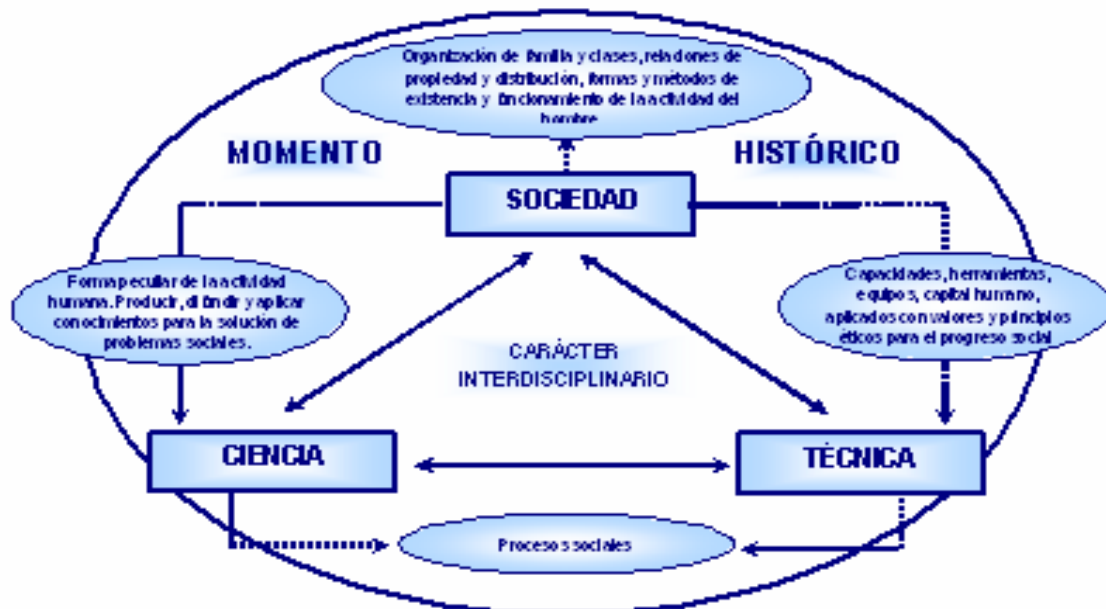 Organización de familia y clases, relaciones de
propiedad y distribución, formas y métodos de
existencia y funcionamiento de la actividad del
hombre
MOMENTO
HISTÓRICO
SOCIEDAD
Forma peculiar de la actividad
humana. Producir, difundir y aplicar
conocimientos para la solución de
problemas sociales.
Capacidades, herramientas,
equipos, capital humano,
aplicados con valores y principios
éticos para el progreso social
CARÁCTER
INTERDISCIPLINARIO
CIENCIA
TÉCNICA
Procesos sociales